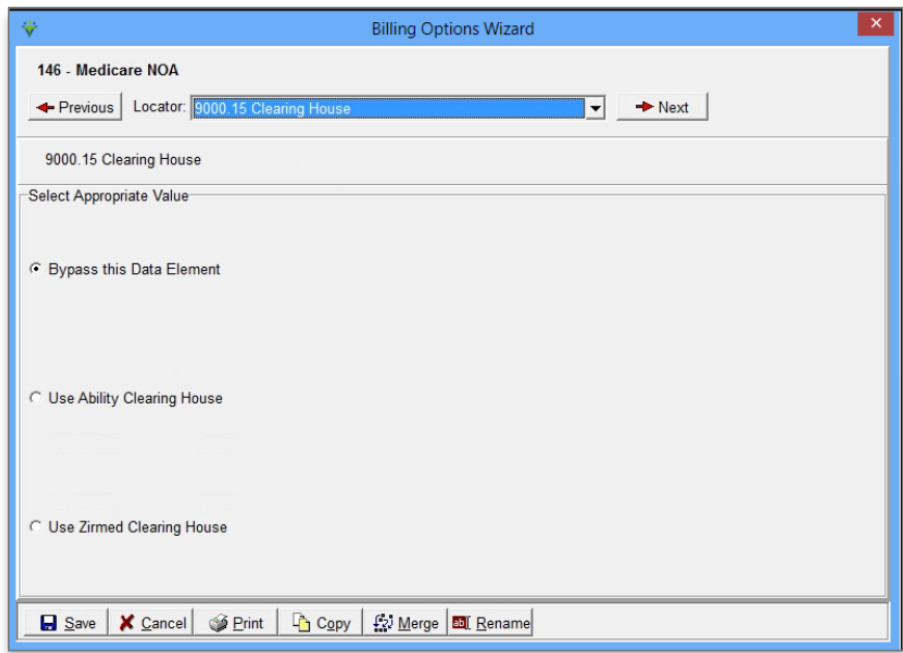 Billing Options Wizard
146 - Medicare NOA
Previous Locator: 9000.15 Clearing House Next
9000.15 Clearing House
Select Appropriate Value
Bypass this Data Element
Use Ability Clearing House
Use Zirmed Clearing House
Save Cancel Print Copy Merge Rename